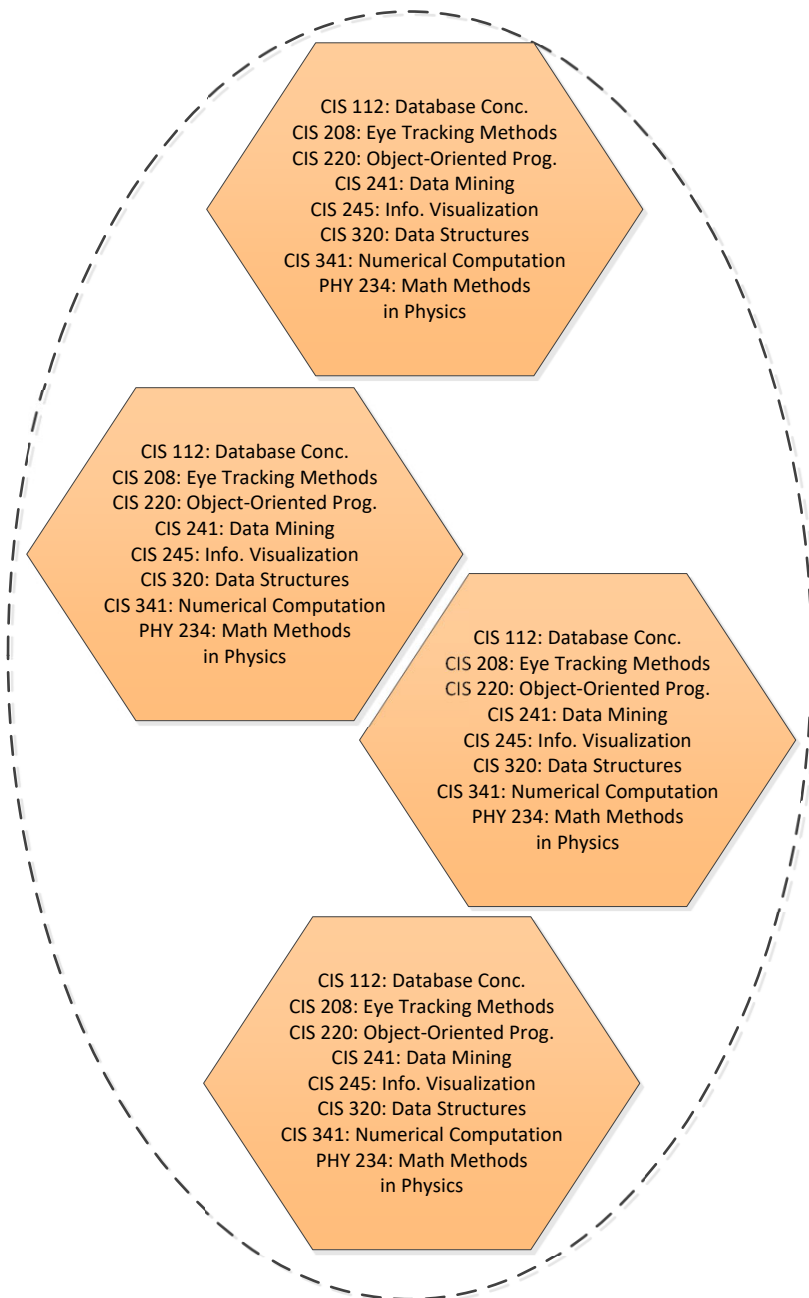 CIS 112: Database Conc.
CIS 208: Eye Tracking Methods
CIS 220: Object-Oriented Prog.
CIS 241: Data Mining
CIS 245: Info. Visualization
CIS 320: Data Structures
CIS 341: Numerical Computation
PHY 234: Math Methods
in Physics
CIS 112: Database Conc.
CIS 208: Eye Tracking Methods
CIS 220: Object-Oriented Prog.
CIS 241: Data Mining
CIS 245: Info. Visualization
CIS 320: Data Structures
CIS 341: Numerical Computation
PHY 234: Math Methods
in Physics
CIS 112: Database Conc.
CIS 208: Eye Tracking Methods
CIS 220: Object-Oriented Prog.
CIS 241: Data Mining
CIS 245: Info. Visualization
CIS 320: Data Structures
CIS 341: Numerical Computation
PHY 234: Math Methods
in Physics
CIS 112: Database Conc.
CIS 208: Eye Tracking Methods
CIS 220: Object-Oriented Prog.
CIS 241: Data Mining
CIS 245: Info. Visualization
CIS 320: Data Structures
CIS 341: Numerical Computation
PHY 234: Math Methods
in Physics